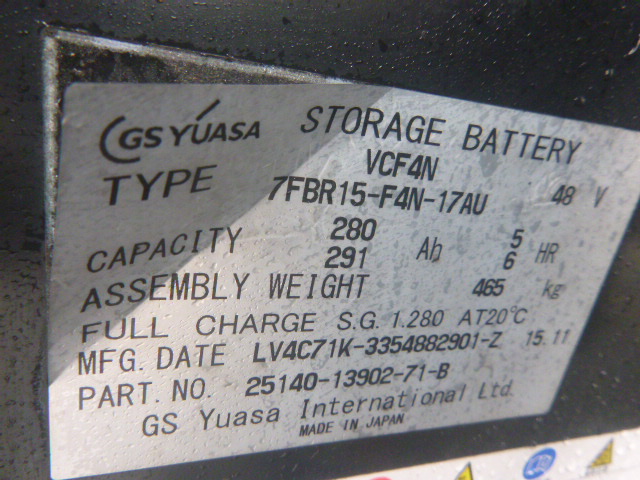 GS YUASA STORAGE BATTERY
VCF4N
TYPE 7FBR15-F4N-17AU 48 V
CAPACITY 280 Ah 5 HR
291 6
ASSEMBLY WEIGHT 465 kg
FULL CHARGE S.G. 1.280 AT20°C
MFG. DATE LV4C71K-3354882901-Z 15.11
PART. NO. 25140-13902-71-B
GS Yuasa International Ltd.
MADE IN JAPAN